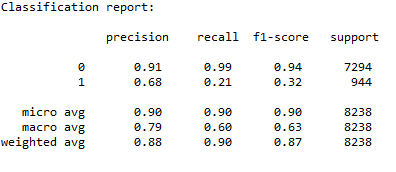 Classification report:
precision recall f1-score support
0 0.91 0.99 0.94 7294
1 0.68 0.21 0.32 944
micro avg 0.90 0.90 0.90 8238
macro avg 0.79 0.60 0.63 8238
weighted avg 0.88 0.90 0.87 8238